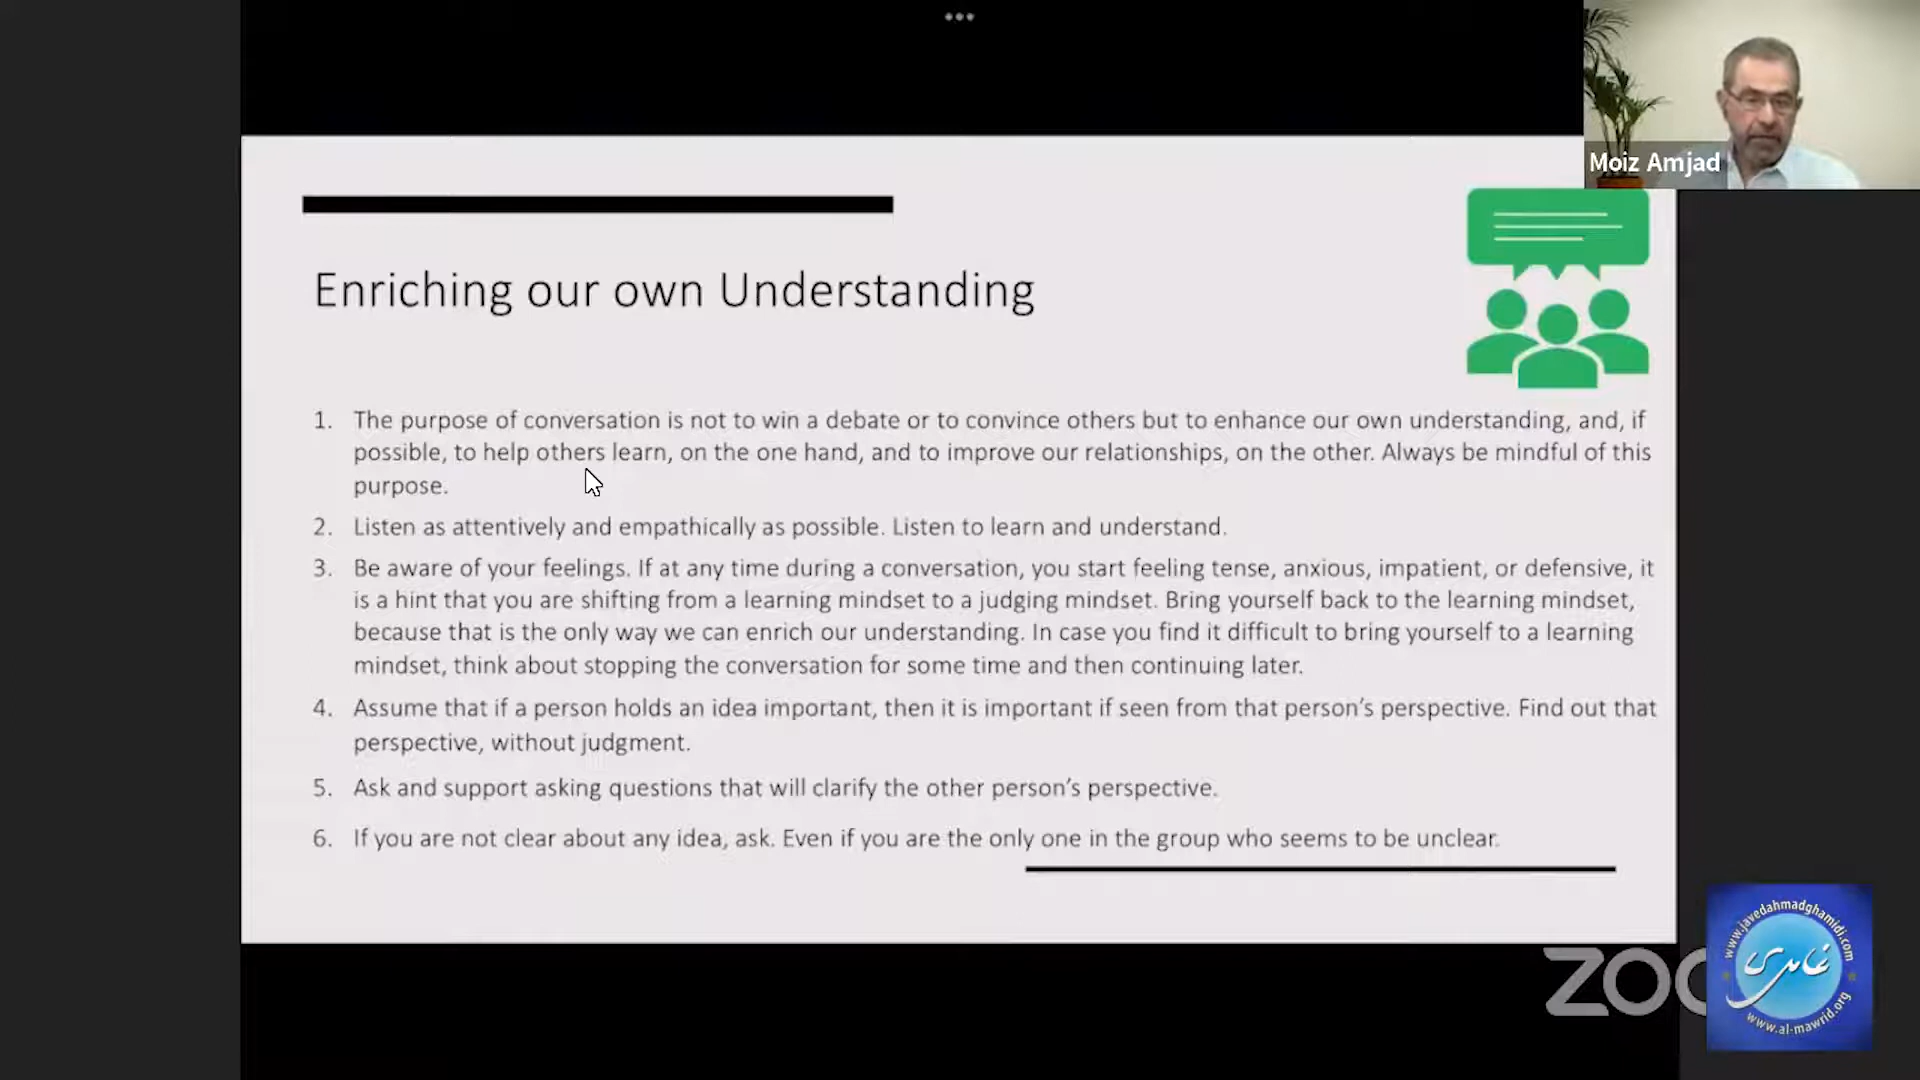 Moiz Amjad
Enriching our own Understanding
1. The purpose of conversation is not to win a debate or to convince others but to enhance our own understanding, and, if
possible, to help others learn, on the one hand, and to improve our relationships, on the other. Always be mindful of this
purpose.
2. Listen as attentively and empathically as possible. Listen to learn and understand.
3. Be aware of your feelings. If at any time during a conversation, you start feeling tense, anxious, impatient, or defensive, it
is a hint that you are shifting from a learning mindset to a judging mindset. Bring yourself back to the learning mindset,
because that is the only way we can enrich our understanding. In case you find it difficult to bring yourself to a learning
mindset, think about stopping the conversation for some time and then continuing later.
4. Assume that if a person holds an idea important, then it is important if seen from that person's perspective. Find out that
perspective, without judgment.
5. Ask and support asking questions that will clarify the other person's perspective.
6. If you are not clear about any idea, ask. Even if you are the only one in the group who seems to be unclear.
zoo
www.javedahmadghamidi.com
غامدی
www.al-mawrid.org